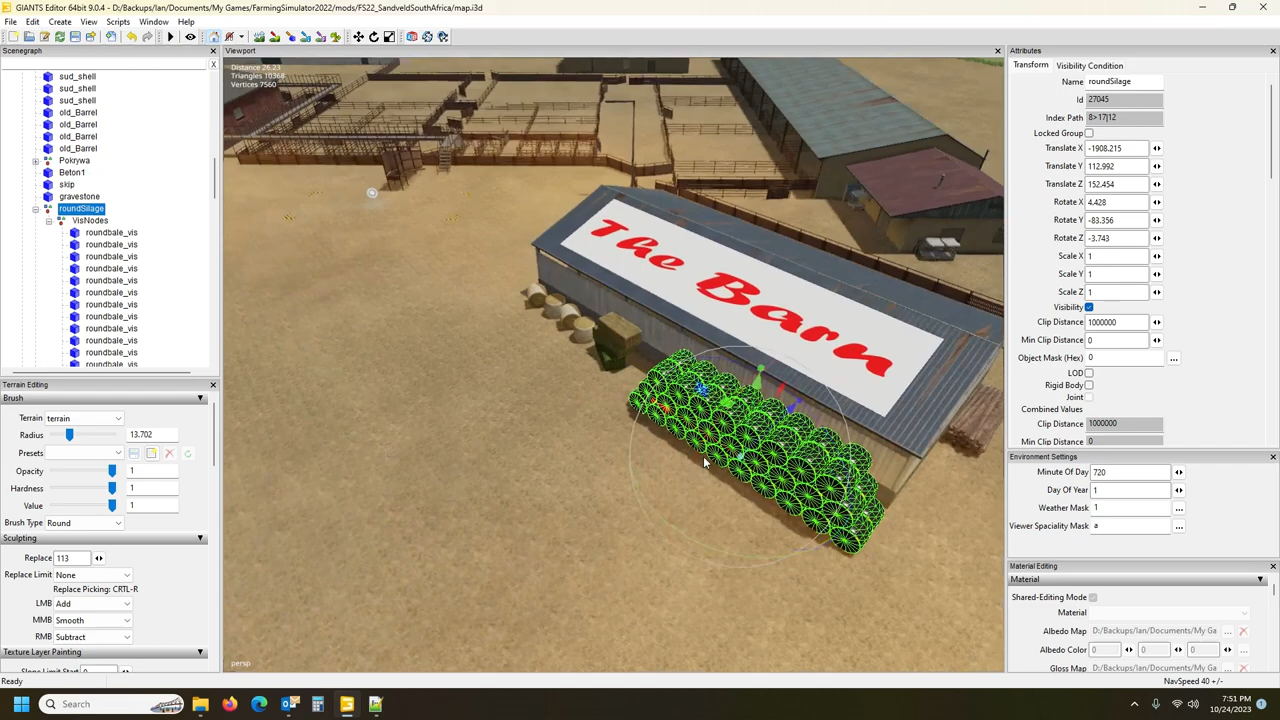 GIANTS Editor 64bit 9.0.4 - D:/Backups/Ian/Documents/My Games/FarmingSimulator2022/mods/FS22_SandveldSouthAfrica/map.i3d
File Edit Create View Scripts Window Help
Scenegraph
X
sud_shell
sud_shell
sud_shell
old_Barrel
old_Barrel
old_Barrel
old_Barrel
Pokrywa
Beton1
skip
gravestone
roundSilage
VisNodes
roundbale_vis
roundbale_vis
roundbale_vis
roundbale_vis
roundbale_vis
roundbale_vis
roundbale_vis
roundbale_vis
roundbale_vis
roundbale_vis
roundbale_vis
roundbale_vis
Terrain Editing
Brush
Terrain terrain
Radius 13.702
Presets
Opacity 1
Hardness 1
Value 1
Brush Type Round
Sculpting
Replace 113
Replace Limit None
Replace Picking: CRTL-R
LMB Add
MMB Smooth
RMB Subtract
Texture Layer Painting
Slope Limit Start 0
Ready
Viewport
Distance 26.23
Triangles 10368
Vertices 7560
The Barn
persp
Attributes
Transform Visibility Condition
Name roundSilage
Id 27045
Index Path 8>17|12
Locked Group
Translate X -1908.215
Translate Y 112.992
Translate Z 152.454
Rotate X 4.428
Rotate Y -83.356
Rotate Z -3.743
Scale X 1
Scale Y 1
Scale Z 1
Visibility
Clip Distance 1000000
Min Clip Distance 0
Object Mask (Hex) 0 ...
LOD
Rigid Body
Joint
Combined Values
Clip Distance 1000000
Min Clip Distance 0
Environment Settings
Minute Of Day 720
Day Of Year 1
Weather Mask 1 ...
Viewer Spaciality Mask a ...
Material Editing
Material
Shared-Editing Mode
Material
Albedo Map D:/Backups/Ian/Documents/My Ga ...
Albedo Color 0 0 0 ...
Gloss Map D:/Backups/Ian/Documents/My Ga ...
NavSpeed 40 +/-
Search
7:51 PM
10/24/2023